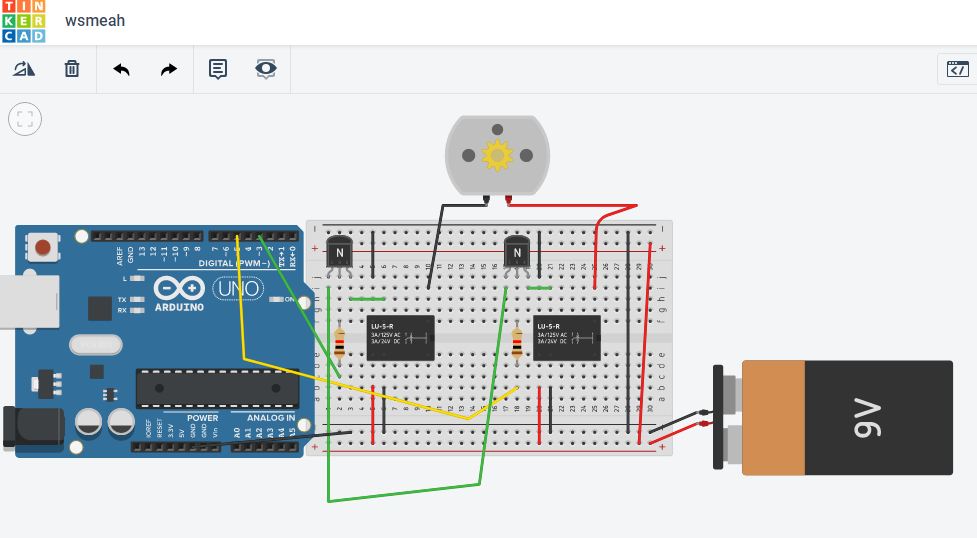 TIN
KER
CAD
wsmeah
N
N
AREF
GND
13
12
~11
~10
~9
8
7
~6
~5
4
~3
2
TX→1
RX←0
DIGITAL (PWM~)
L
TX
RX
ON
UNO
ARDUINO
IOREF
RESET
3.3V
5V
GND
GND
Vin
POWER
ANALOG IN
A0
A1
A2
A3
A4
A5
LU-5-R
3A/125V AC
3A/24V DC
LU-5-R
3A/125V AC
3A/24V DC
9V